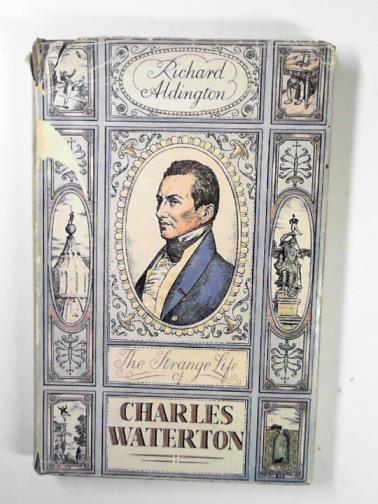 Richard
Aldington
The Strange Life
of
CHARLES
WATERTON